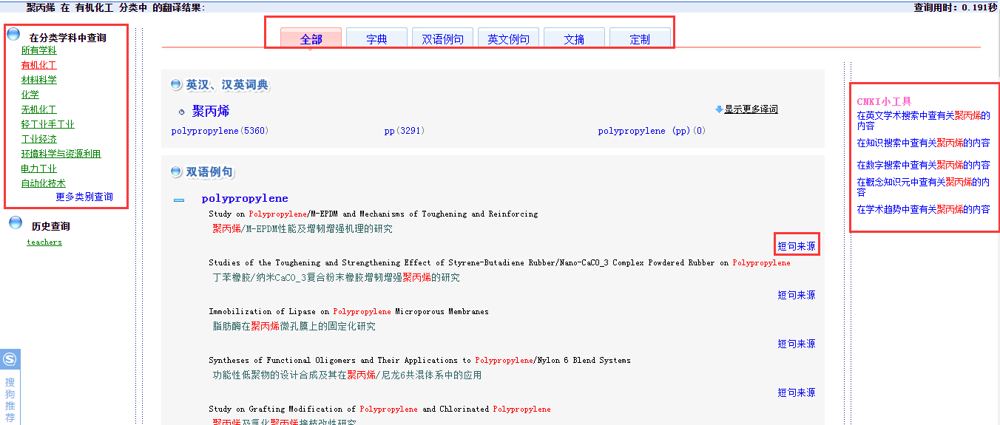 聚丙烯 在 有机化工 分类中 的翻译结果:
查询用时：0.191秒
在分类学科中查询
所有学科
有机化工
材料科学
化学
无机化工
轻工业手工业
工业经济
环境科学与资源利用
电力工业
自动化技术
更多类别查询
历史查询
teachers
搜狗推荐
全部
字典
双语例句
英文例句
文摘
定制
英汉、汉英词典
聚丙烯
显示更多译词
polypropylene(5360)
pp(3291)
polypropylene (pp)(0)
双语例句
polypropylene
Study on Polypropylene/M-EPDM and Mechanisms of Toughening and Reinforcing
聚丙烯/M-EPDM性能及增韧增强机理的研究
短句来源
Studies of the Toughening and Strengthening Effect of Styrene-Butadiene Rubber/Nano-CaCO_3 Complex Powdered Rubber on Polypropylene
丁苯橡胶/纳米CaCO_3复合粉末橡胶增韧增强聚丙烯的研究
短句来源
Immobilization of Lipase on Polypropylene Microporous Membranes
脂肪酶在聚丙烯微孔膜上的固定化研究
短句来源
Syntheses of Functional Oligomers and Their Applications to Polypropylene/Nylon 6 Blend Systems
功能性低聚物的设计合成及其在聚丙烯/尼龙6共混体系中的应用
短句来源
Study on Grafting Modification of Polypropylene and Chlorinated Polypropylene
聚丙烯及氯化聚丙烯接枝改性研究
CNKI小工具
在英文学术搜索中查有关聚丙烯的
内容
在知识搜索中查有关聚丙烯的内容
在数字搜索中查有关聚丙烯的内容
在概念知识元中查有关聚丙烯的内
容
在学术趋势中查有关聚丙烯的内容